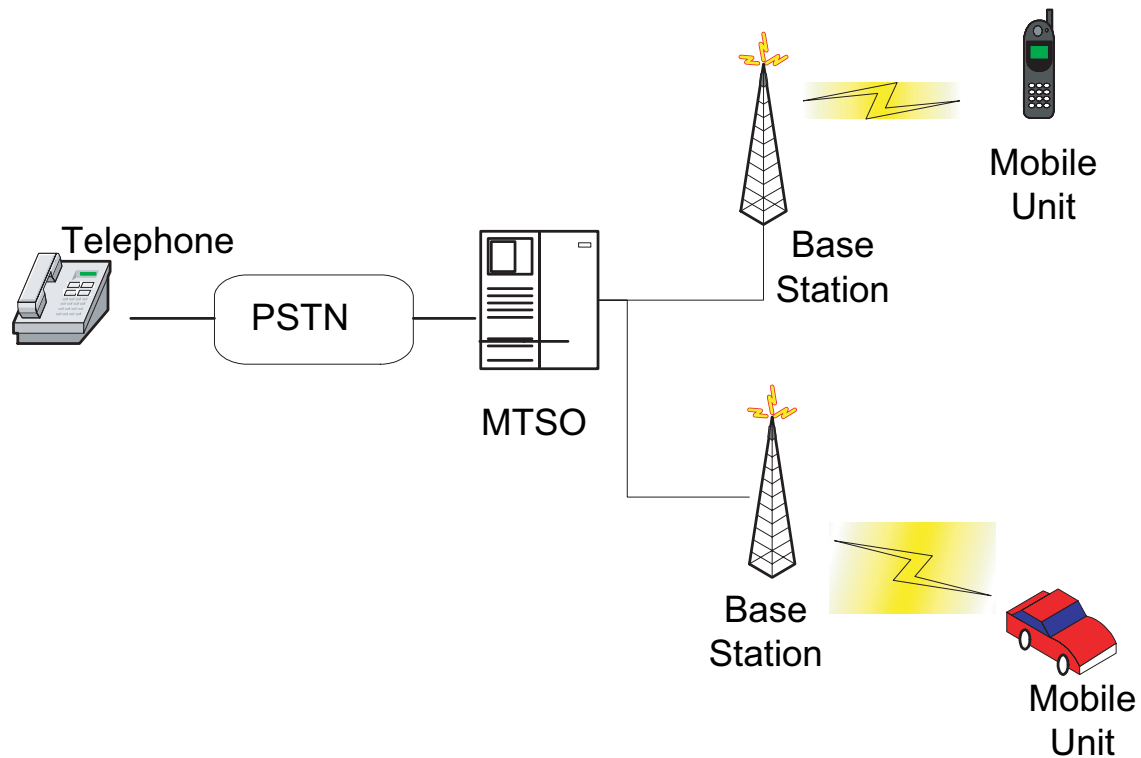 Telephone
PSTN
MTSO
Base
Station
Mobile
Unit
Base
Station
Mobile
Unit